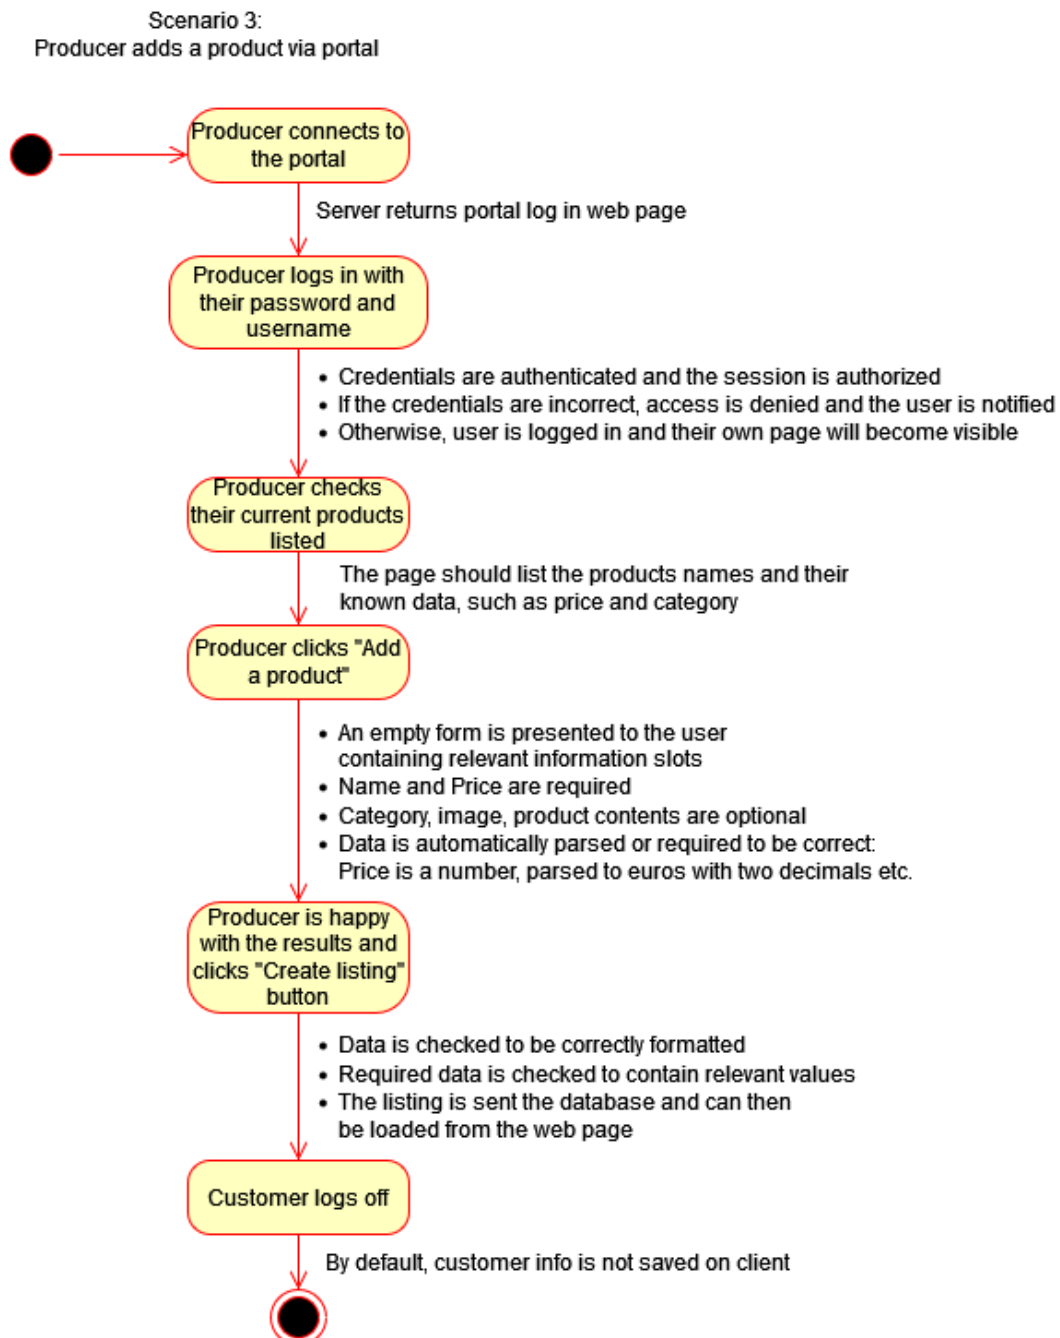 Scenario 3:
Producer adds a product via portal
Producer connects to
the portal
Server returns portal log in web page
Producer logs in with
their password and
username
• Credentials are authenticated and the session is authorized
• If the credentials are incorrect, access is denied and the user is notified
• Otherwise, user is logged in and their own page will become visible
Producer checks
their current products
listed
The page should list the products names and their
known data, such as price and category
Producer clicks "Add
a product"
• An empty form is presented to the user
containing relevant information slots
• Name and Price are required
• Category, image, product contents are optional
• Data is automatically parsed or required to be correct:
Price is a number, parsed to euros with two decimals etc.
Producer is happy
with the results and
clicks "Create listing"
button
• Data is checked to be correctly formatted
• Required data is checked to contain relevant values
• The listing is sent the database and can then
be loaded from the web page
Customer logs off
By default, customer info is not saved on client